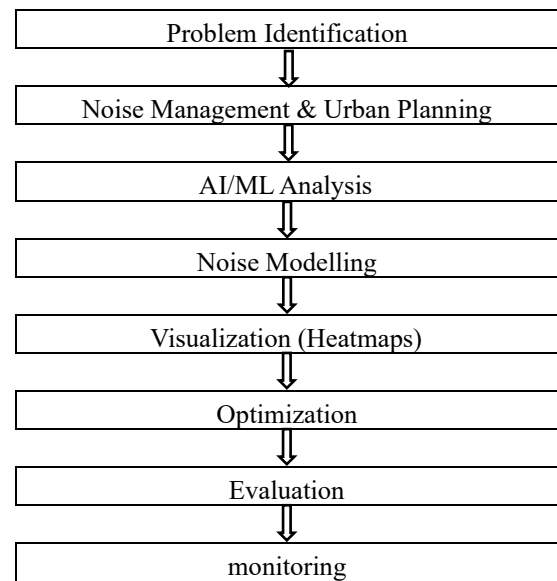 Problem Identification
Noise Management & Urban Planning
AI/ML Analysis
Noise Modelling
Visualization (Heatmaps)
Optimization
Evaluation
monitoring